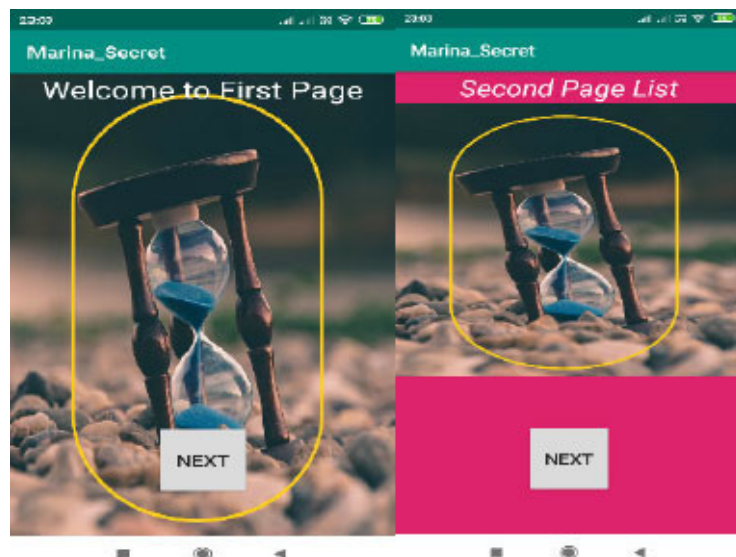 23:03
Marina_Secret
Welcome to First Page
NEXT
23:03
Marina_Secret
Second Page List
NEXT